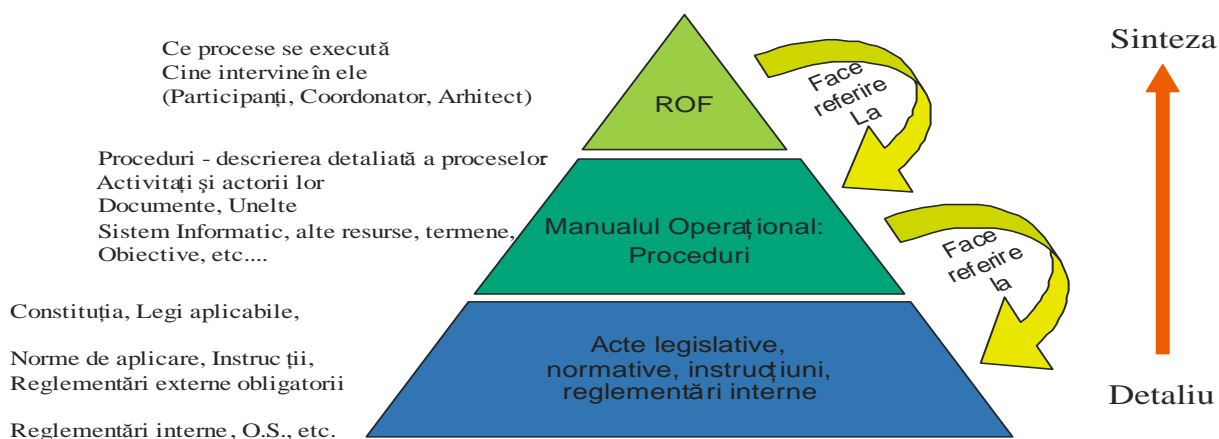 Ce procese se execută
Cine intervine în ele
(Participanți, Coordonator, Arhitect)
ROF
Face
referire
La
Sinteza
Proceduri - descrierea detaliată a proceselor
Activitați și actorii lor
Documente, Unelte
Sistem Informatic, alte resurse, termene,
Obiective, etc....
Manualul Operațional:
Proceduri
Face
referire
la
Constituția, Legi aplicabile,
Norme de aplicare, Instrucții,
Reglementări externe obligatorii
Reglementări interne, O.S., etc.
Acte legislative,
normative, instrucțiuni,
reglementări interne
Detaliu